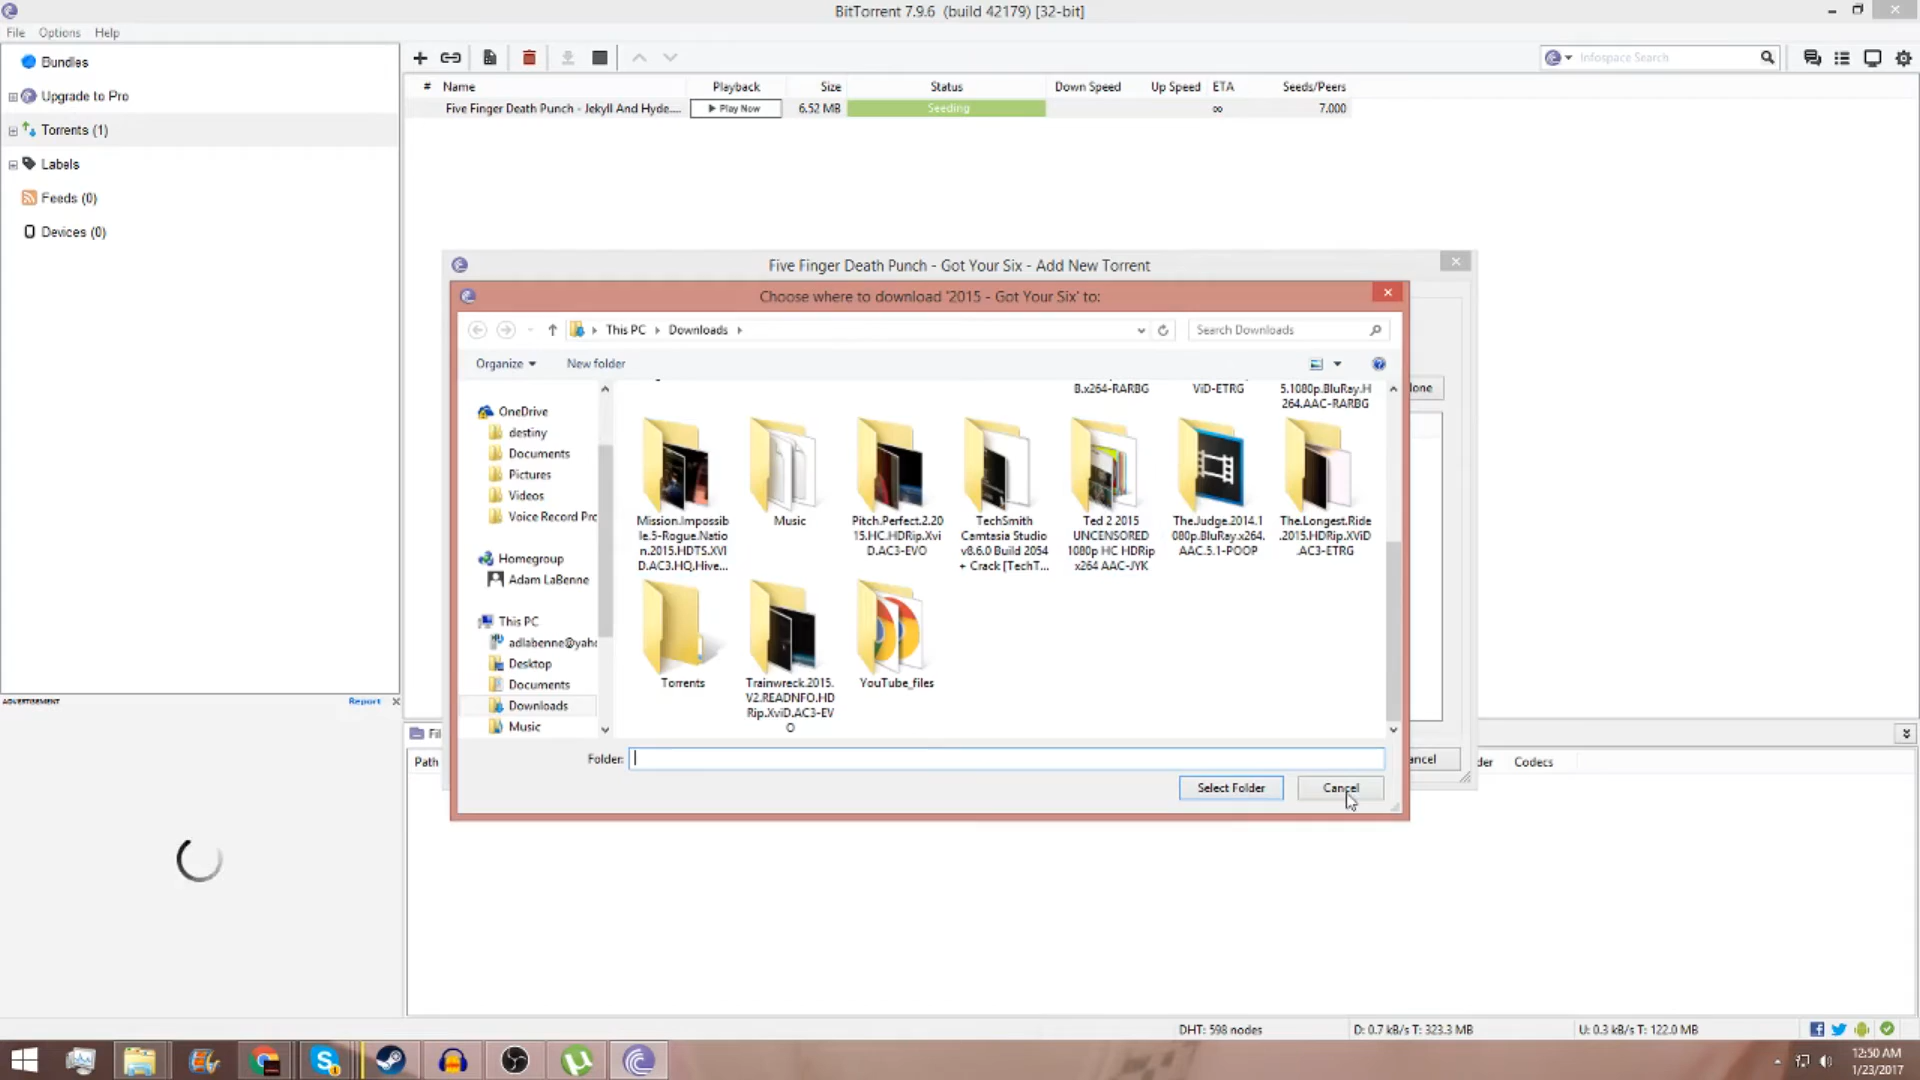 BitTorrent 7.9.6 (build 42179) [32-bit]
File Options Help
Bundles
Upgrade to Pro
Torrents (1)
Labels
Feeds (0)
Devices (0)
Infospace Search
# Name Playback Size Status Down Speed Up Speed ETA Seeds/Peers
Five Finger Death Punch - Jekyll And Hyde.... Play Now 6.52 MB Seeding ∞ 7.000
Five Finger Death Punch - Got Your Six - Add New Torrent
Choose where to download '2015 - Got Your Six' to:
This PC Downloads
Search Downloads
Organize New folder
OneDrive
destiny
Documents
Pictures
Videos
Voice Record Prc
Homegroup
Adam LaBenne
This PC
adlabenne@yaho
Desktop
Documents
Downloads
Music
B.x264-RARBG
ViD-ETRG
5.1080p.BluRay.H
264.AAC-RARBG
Mission.Impossib
le.5-Rogue.Natio
n.2015.HDTS.XVI
D.AC3.HQ.Hive...
Music
Pitch.Perfect.2.20
15.HC.HDRip.Xvi
D.AC3-EVO
TechSmith
Camtasia Studio
v8.6.0 Build 2054
+ Crack [TechT...
Ted 2 2015
UNCENSORED
1080p HC HDRip
x264 AAC-JYK
The.Judge.2014.1
080p.BluRay.x264.
AAC.5.1-POOP
The.Longest.Ride
.2015.HDRip.XViD
.AC3-ETRG
Torrents
Trainwreck.2015.
V2.READNFO.HD
Rip.XviD.AC3-EV
O
YouTube_files
Folder:
Select Folder Cancel
lone
ancel
ADVERTISEMENT Report
Fil
Path
der Codecs
DHT: 598 nodes D: 0.7 kB/s T: 323.3 MB U: 0.3 kB/s T: 122.0 MB
12:50 AM
1/23/2017